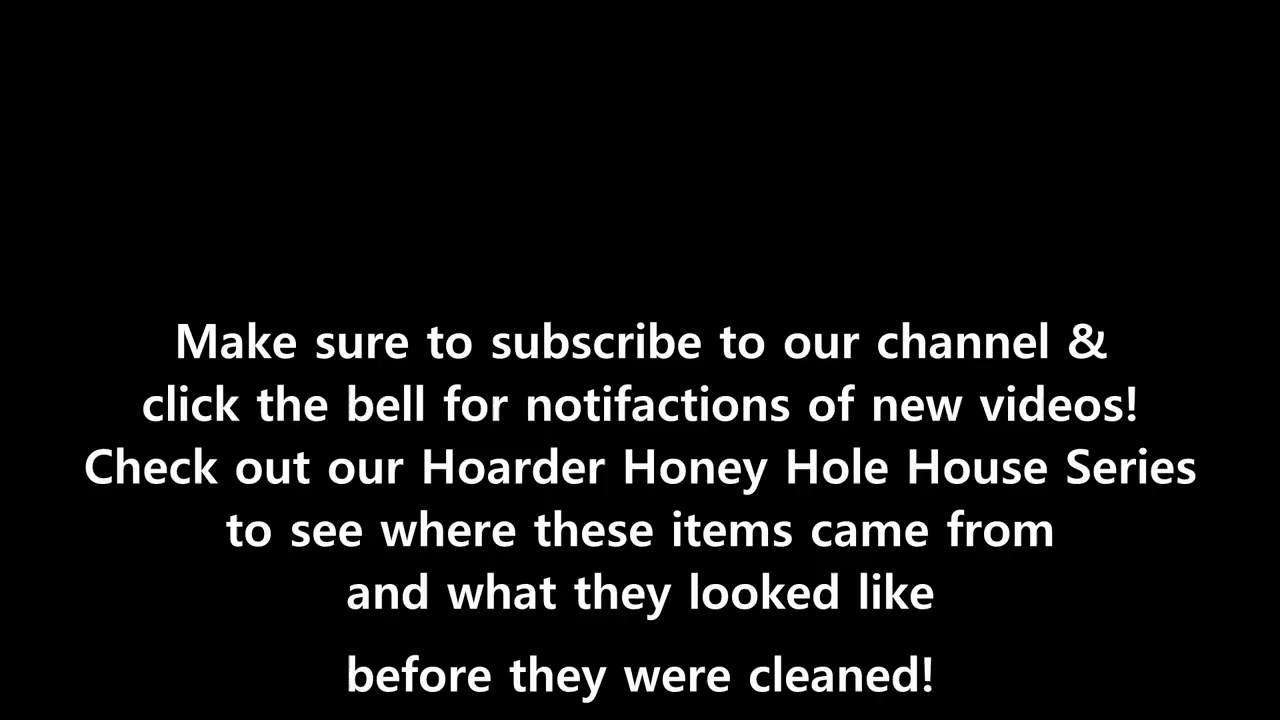 Make sure to subscribe to our channel &
click the bell for notifactions of new videos!
Check out our Hoarder Honey Hole House Series
to see where these items came from
and what they looked like
before they were cleaned!